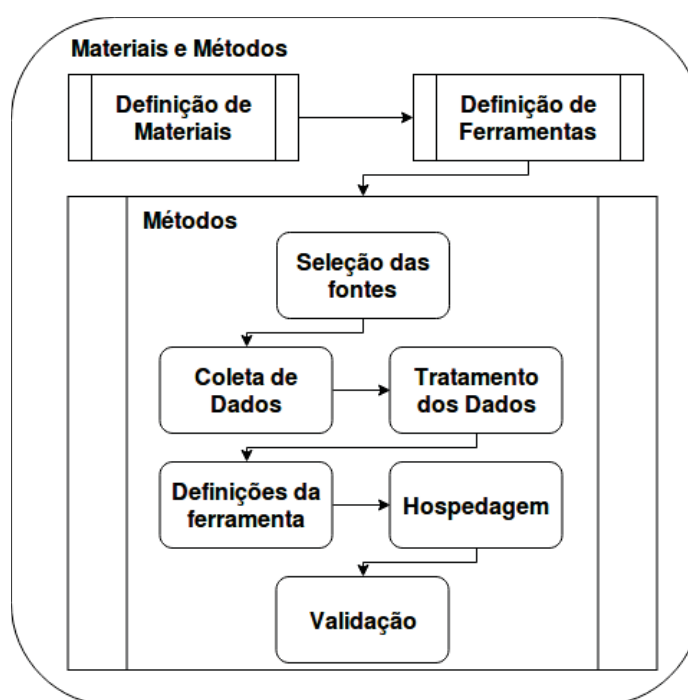 Materiais e Métodos
Definição de
Materiais
Definição de
Ferramentas
Métodos
Seleção das
fontes
Coleta de
Dados
Tratamento
dos Dados
Definições da
ferramenta
Hospedagem
Validação